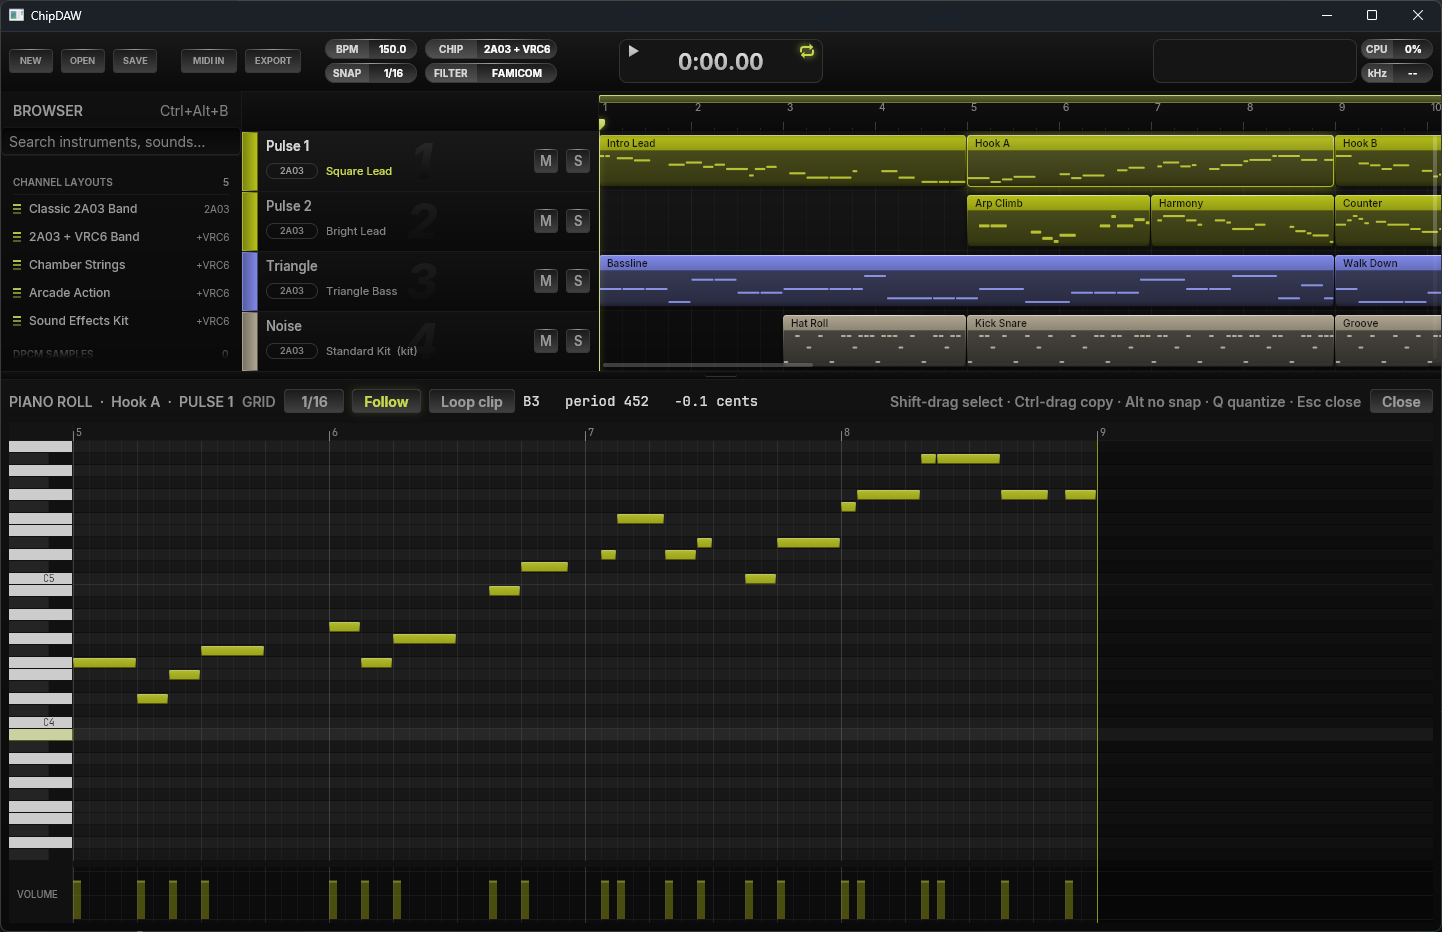 ChipDAW
NEW OPEN SAVE MIDI IN EXPORT
BPM 150.0 CHIP 2A03 + VRC6
SNAP 1/16 FILTER FAMICOM
0:00.00
CPU 0%
kHz --
BROWSER Ctrl+Alt+B
Search instruments, sounds...
CHANNEL LAYOUTS 5
Classic 2A03 Band 2A03
2A03 + VRC6 Band +VRC6
Chamber Strings +VRC6
Arcade Action +VRC6
Sound Effects Kit +VRC6
DPCM SAMPLES 0
1 2 3 4 5 6 7 8 9 10
Pulse 1 1 M S
2A03 Square Lead
Intro Lead Hook A Hook B
Pulse 2 2 M S
2A03 Bright Lead
Arp Climb Harmony Counter
Triangle 3 M S
2A03 Triangle Bass
Bassline Walk Down
Noise 4 M S
2A03 Standard Kit (kit)
Hat Roll Kick Snare Groove
PIANO ROLL · Hook A · PULSE 1 GRID 1/16 Follow Loop clip B3 period 452 -0.1 cents Shift-drag select · Ctrl-drag copy · Alt no snap · Q quantize · Esc close Close
5 6 7 8 9
C5
C4
VOLUME